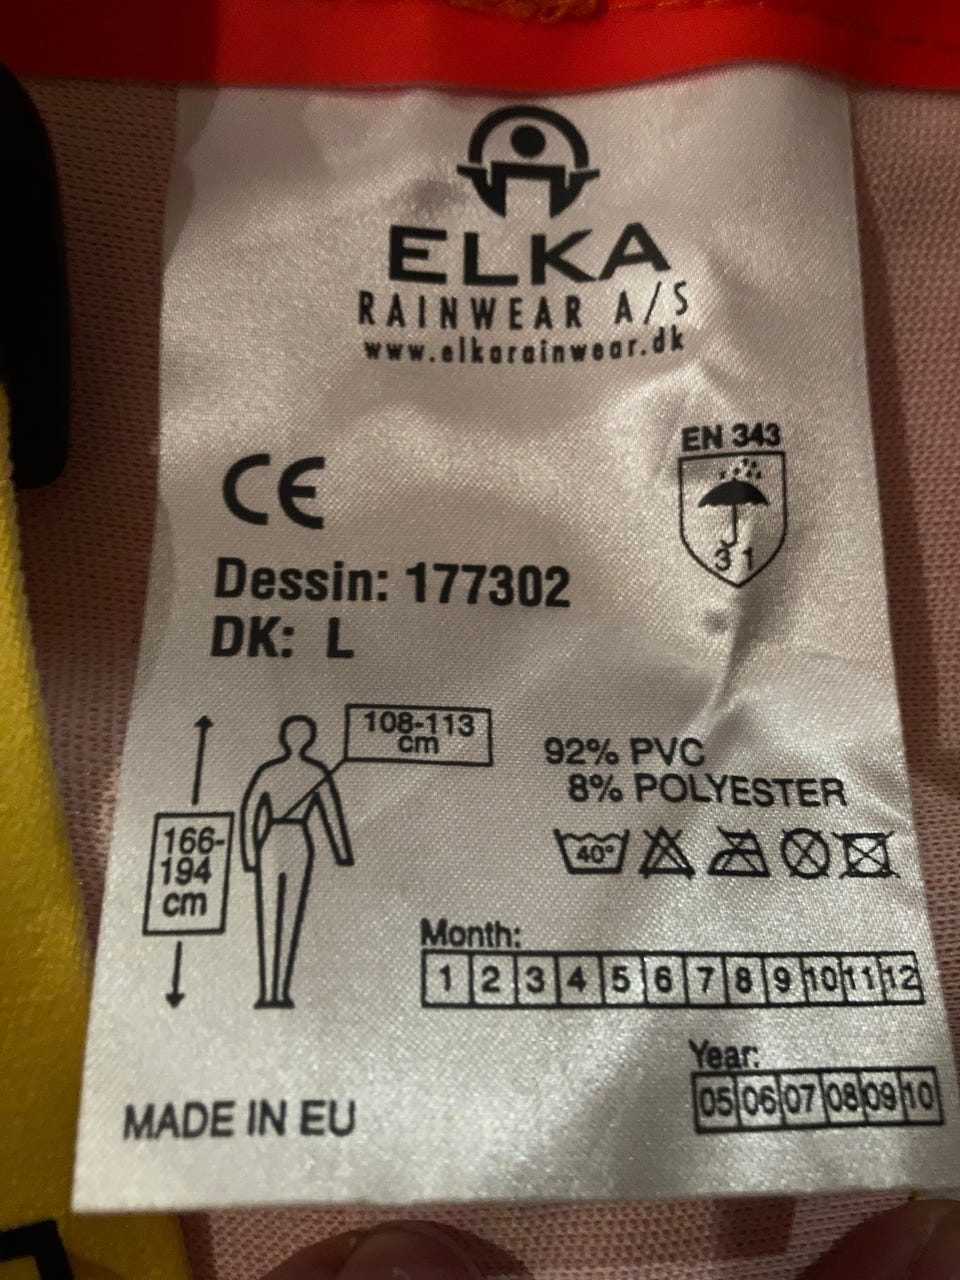 ELKA
RAINWEAR A/S
www.elkarainwear.dk
EN 343
3 1
CE
Dessin: 177302
DK: L
108-113
cm
166-
194
cm
92% PVC
8% POLYESTER
40°
Month:
1 2 3 4 5 6 7 8 9 10 11 12
Year:
05 06 07 08 09 10
MADE IN EU